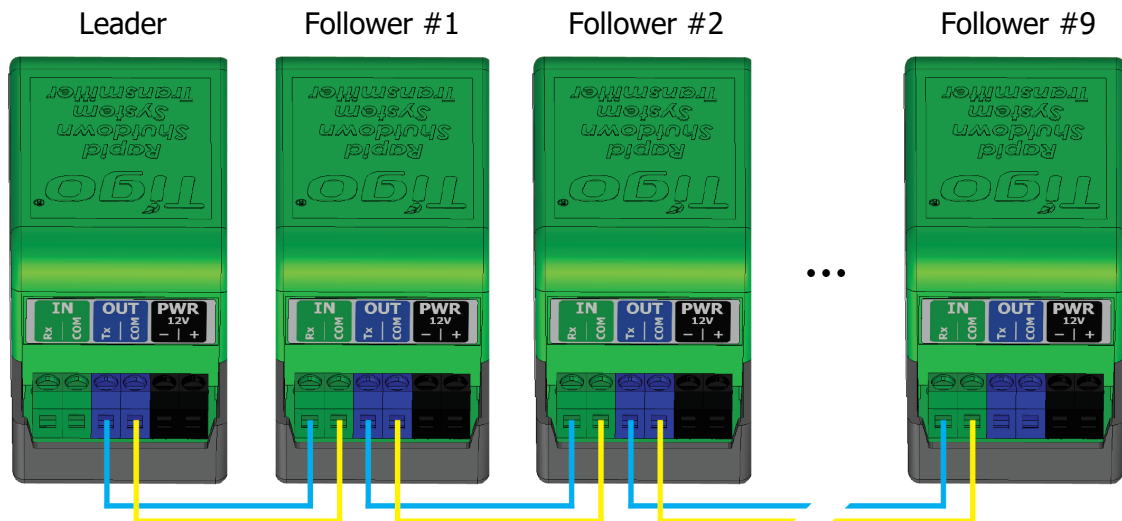 Leader
Tigo®
Rapid
Shutdown
System
Transmitter
IN OUT PWR
12V
Rx COM Tx COM − | +
Follower #1
Tigo®
Rapid
Shutdown
System
Transmitter
IN OUT PWR
12V
Rx COM Tx COM − | +
Follower #2
Tigo®
Rapid
Shutdown
System
Transmitter
IN OUT PWR
12V
Rx COM Tx COM − | +
...
Follower #9
Tigo®
Rapid
Shutdown
System
Transmitter
IN OUT PWR
12V
Rx COM Tx COM − | +